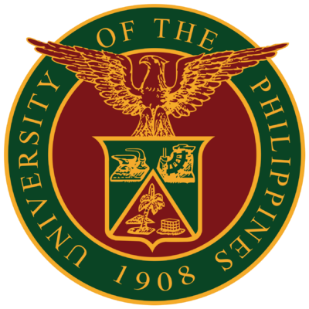 UNIVERSITY OF THE PHILIPPINES
1908